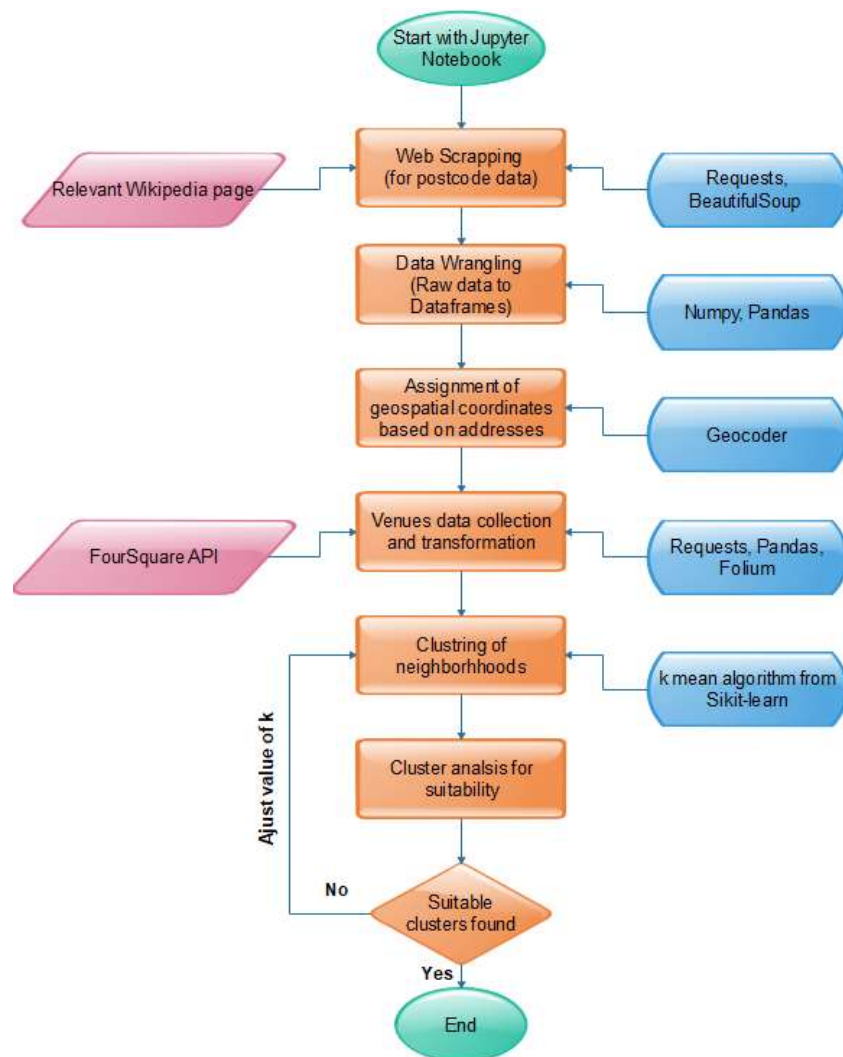 Start with Jupyter
Notebook
Relevant Wikipedia page
Web Scrapping
(for postcode data)
Requests,
BeautifulSoup
Data Wrangling
(Raw data to
Dataframes)
Numpy, Pandas
Assignment of
geospatial coordinates
based on addresses
Geocoder
FourSquare API
Venues data collection
and transformation
Requests, Pandas,
Folium
Clustring of
neighborhhoods
k mean algorithm from
Sikit-learn
Ajust value of k
Cluster analsis for
suitability
No
Suitable
clusters found
Yes
End